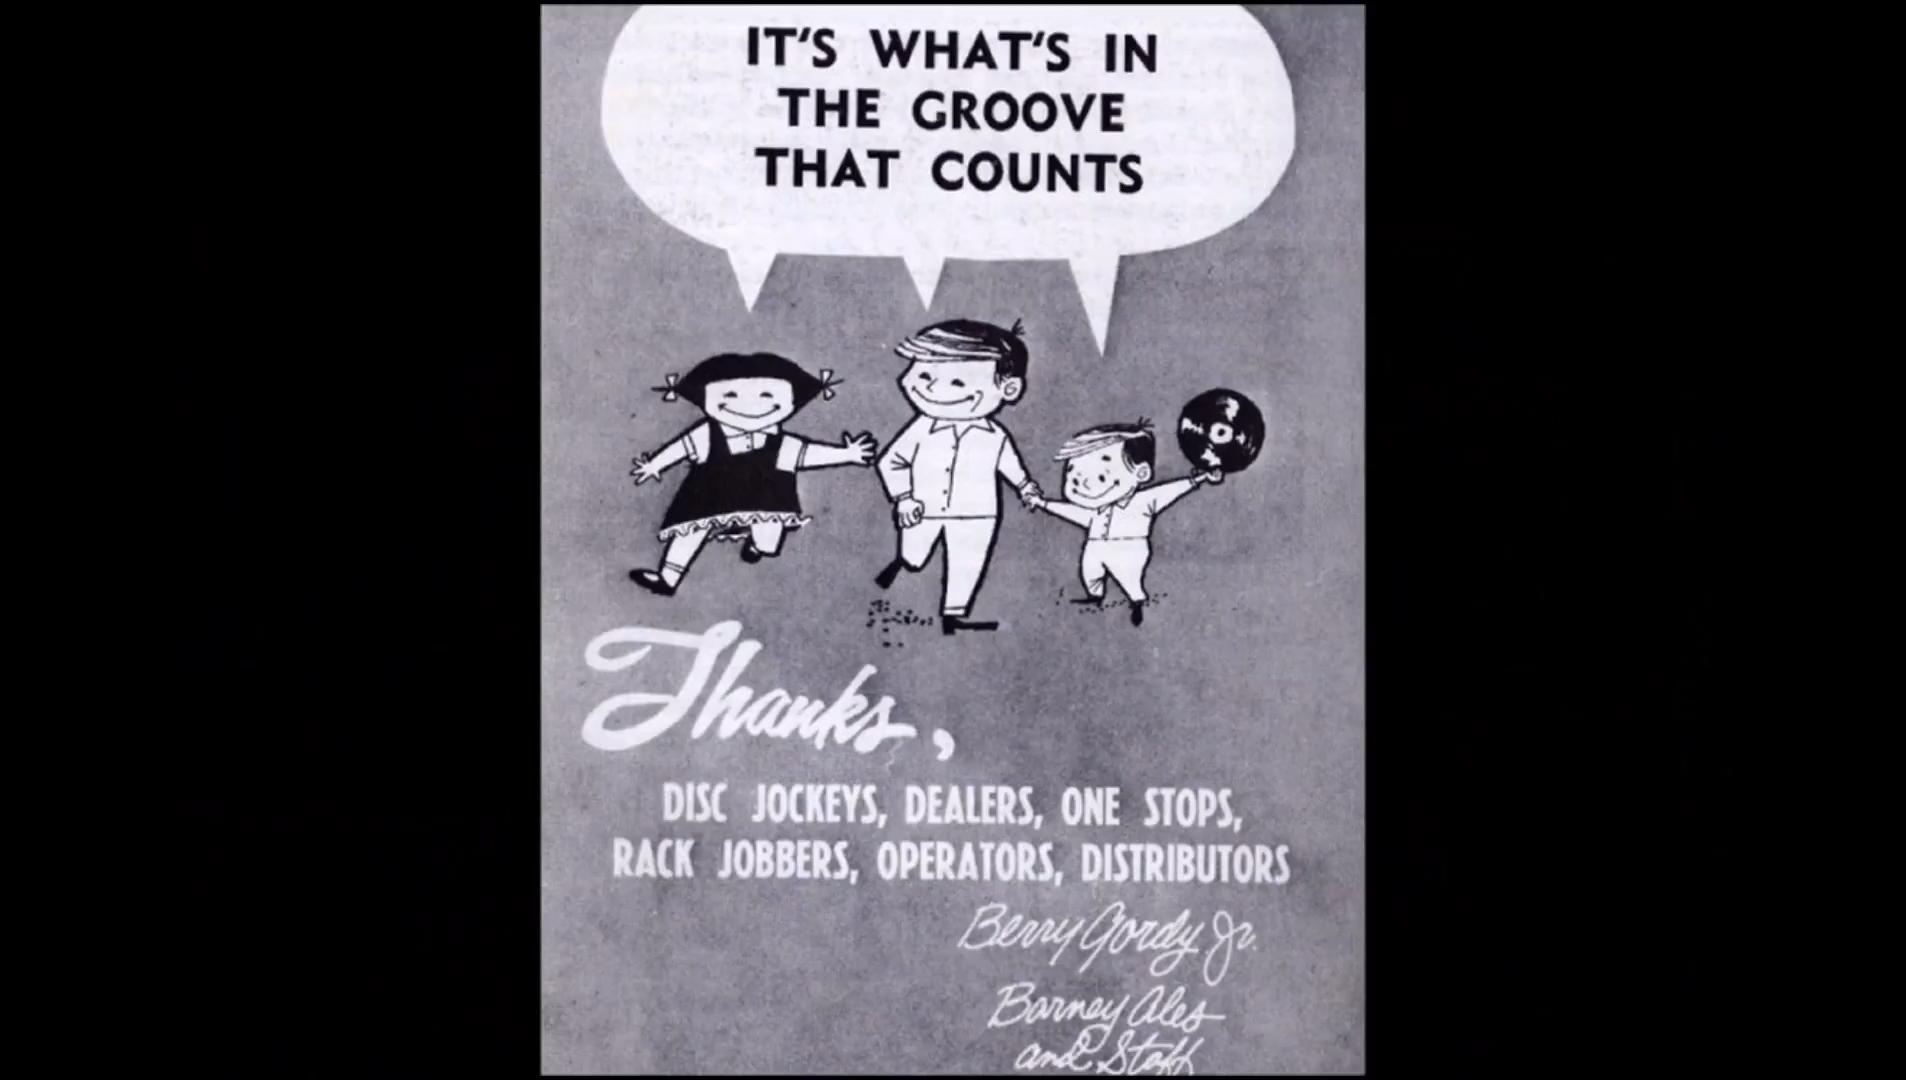 IT'S WHAT'S IN
THE GROOVE
THAT COUNTS
Thanks,
DISC JOCKEYS, DEALERS, ONE STOPS,
RACK JOBBERS, OPERATORS, DISTRIBUTORS
Berry Gordy Jr.
Barney Ales
and Staff